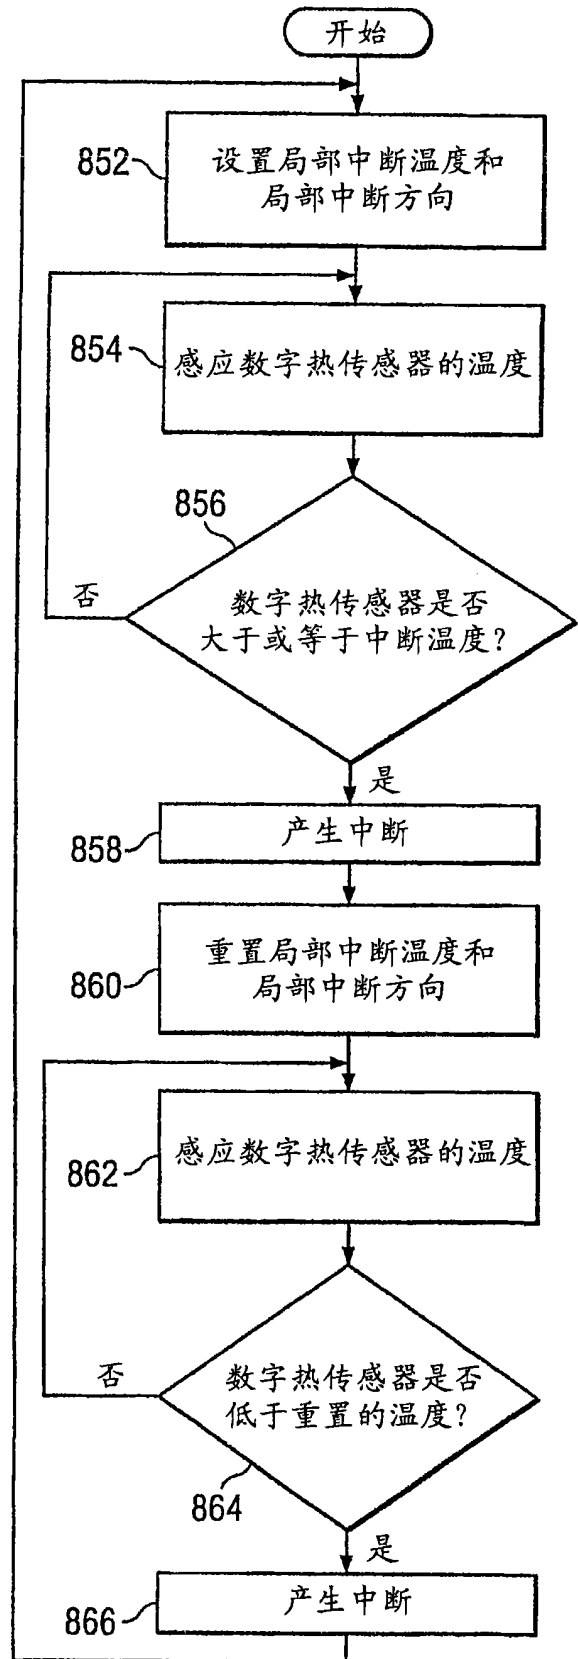 开始
852
设置局部中断温度和
局部中断方向
854
感应数字热传感器的温度
856
否
数字热传感器是否
大于或等于中断温度?
是
858
产生中断
860
重置局部中断温度和
局部中断方向
862
感应数字热传感器的温度
否
数字热传感器是否
低于重置的温度?
864
是
866
产生中断